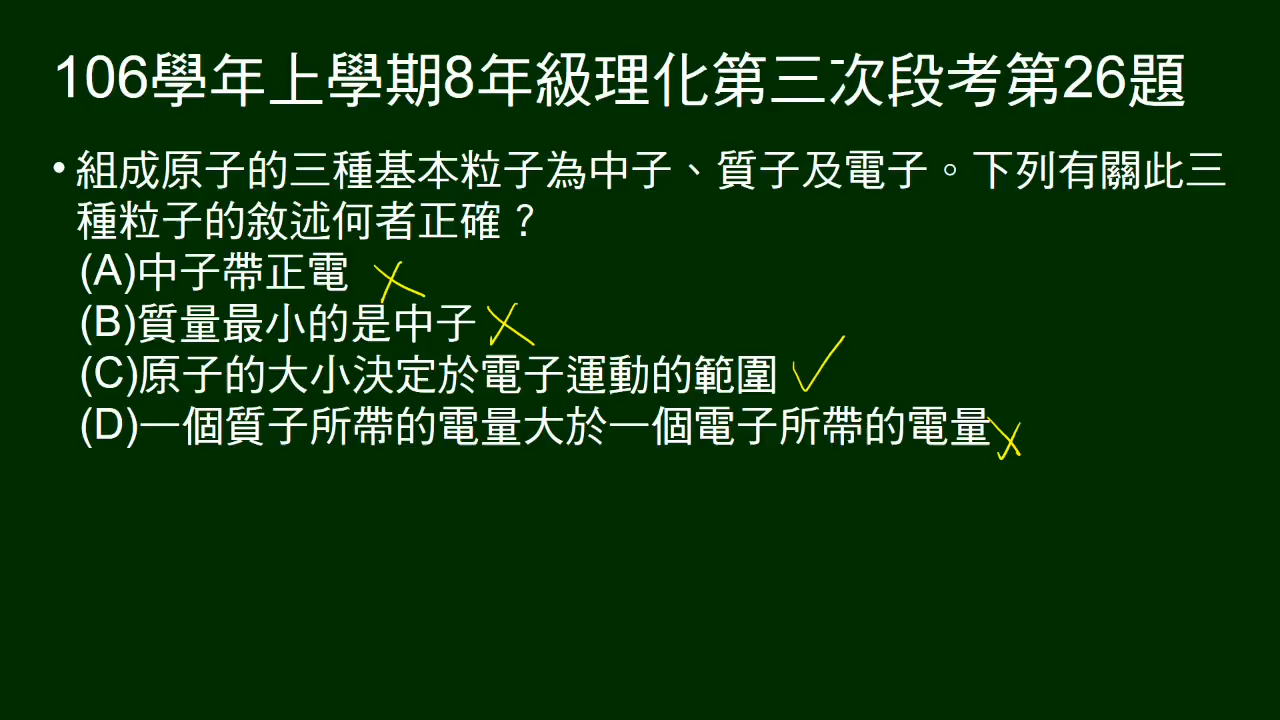 106學年上學期8年級理化第三次段考第26題
•組成原子的三種基本粒子為中子、質子及電子。下列有關此三
種粒子的敘述何者正確？
(A)中子帶正電
(B)質量最小的是中子
(C)原子的大小決定於電子運動的範圍
(D)一個質子所帶的電量大於一個電子所帶的電量